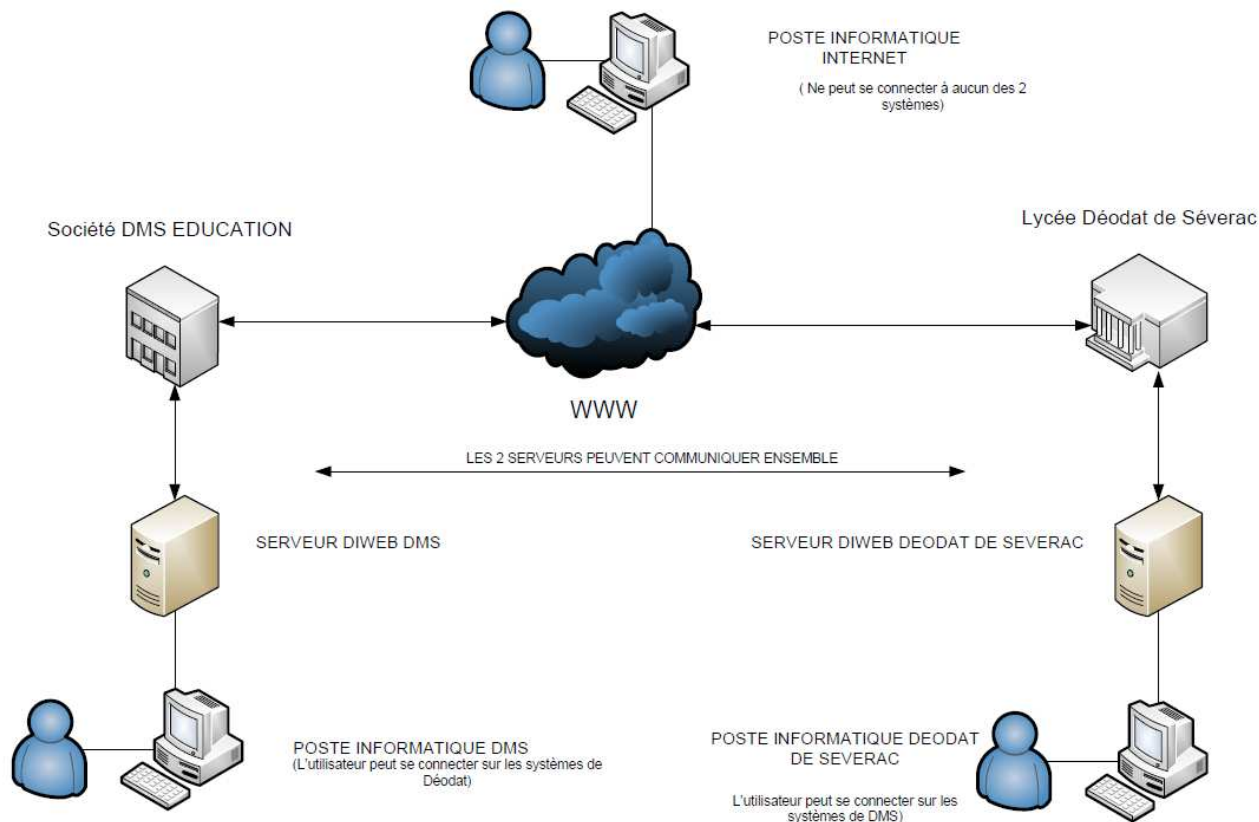 POSTE INFORMATIQUE
INTERNET
( Ne peut se connecter à aucun des 2
systèmes)
Société DMS EDUCATION
Lycée Déodat de Séverac
WWW
LES 2 SERVEURS PEUVENT COMMUNIQUER ENSEMBLE
SERVEUR DIWEB DMS
SERVEUR DIWEB DEODAT DE SEVERAC
POSTE INFORMATIQUE DMS
(L'utilisateur peut se connecter sur les systèmes de
Déodat)
POSTE INFORMATIQUE DEODAT
DE SEVERAC
L'utilisateur peut se connecter sur les
systèmes de DMS)